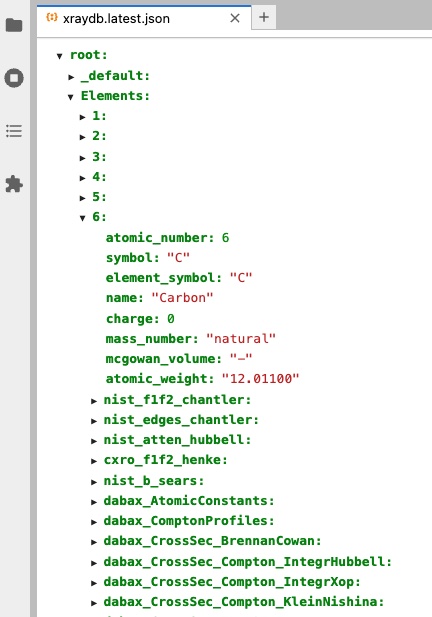 xraydb.latest.json
root:
_default:
Elements:
1:
2:
3:
4:
5:
6:
atomic_number: 6
symbol: "C"
element_symbol: "C"
name: "Carbon"
charge: 0
mass_number: "natural"
mcgowan_volume: "—"
atomic_weight: "12.01100"
nist_f1f2_chantler:
nist_edges_chantler:
nist_atten_hubbell:
cxro_f1f2_henke:
nist_b_sears:
dabax_AtomicConstants:
dabax_ComptonProfiles:
dabax_CrossSec_BrennanCowan:
dabax_CrossSec_Compton_IntegrHubbell:
dabax_CrossSec_Compton_IntegrXop:
dabax_CrossSec_Compton_KleinNishina: